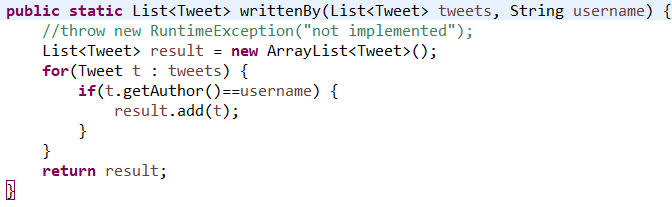 public static List<Tweet> writtenBy(List<Tweet> tweets, String username) {
    //throw new RuntimeException("not implemented");
    List<Tweet> result = new ArrayList<Tweet>();
    for(Tweet t : tweets) {
        if(t.getAuthor()==username) {
            result.add(t);
        }
    }
    return result;
}